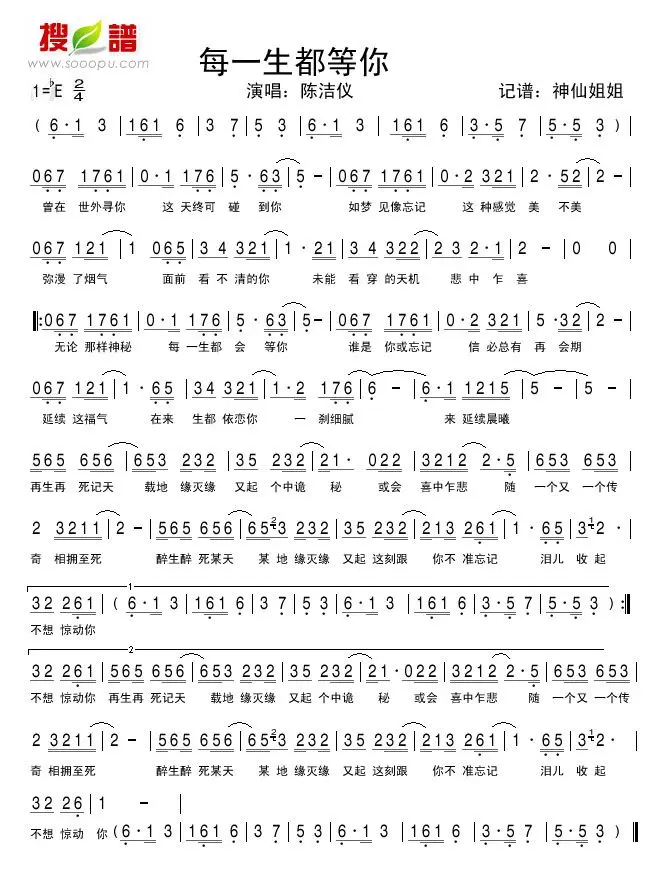 搜谱
www.sooopu.com
每一生都等你
1=♭E 2/4 演唱：陈洁仪 记谱：神仙姐姐
( 6·1 3 | 161 6 | 3 7 | 5 3 | 6·1 3 | 161 6 | 3·5 7 | 5·5 3 ) |
067 1761 | 0·1 176 | 5·63 | 5 - | 067 1761 | 0·2 321 | 2·52 | 2 - |
曾在 世外寻你 这 天终可 碰 到你 如梦 见像忘记 这 种感觉 美 不美
067 121 | 1 065 | 3 4 321 | 1·21 | 3 4 322 | 2 3 2·1 | 2 - | 0 0
弥漫 了烟气 面前 看 不 清的你 未能 看 穿 的天机 悲 中 乍 喜
|: 067 1761 | 0·1 176 | 5·63 | 5 - | 067 1761 | 0·2 321 | 5·32 | 2 - |
无论 那样神秘 每 一生都 会 等你 谁是 你或忘记 信 必总有 再 会期
067 121 | 1·65 | 34 321 | 1·2 176 | 6 - | 6·1 1215 | 5 - | 5 - |
延续 这福气 在来 生都 依恋你 一 刹细腻 来 延续晨曦
565 656 | 653 232 | 35 232 | 21· 022 | 3212 2·5 | 653 653 |
再生再 死记天 载地 缘灭缘 又起 个中诡 秘 或会 喜中乍悲 随 一个又 一个传
2 3211 | 2 - | 565 656 | 6523 232 | 35 232 | 213 261 | 1·65 | 312· |
奇 相拥至死 醉生醉 死某天 某 地 缘灭缘 又起 这刻跟 你不 准忘记 泪儿 收起
1
32 261 | ( 6·1 3 | 161 6 | 3 7 | 5 3 | 6·1 3 | 161 6 | 3·5 7 | 5·5 3 ) :|
不想 惊动你
2
32 261 | 565 656 | 653 232 | 35 232 | 21·022 | 3212 2·5 | 653 653 |
不想 惊动你 再生再 死记天 载地 缘灭缘 又起 个中诡 秘 或会 喜中乍悲 随 一个又 一个传
2 3211 | 2 - | 565 656 | 6523 232 | 35 232 | 213 261 | 1·65 | 312· |
奇 相拥至死 醉生醉 死某天 某 地 缘灭缘 又起 这刻跟 你不 准忘记 泪儿 收起
32 26· | 1 - |
不想 惊动 你 ( 6·1 3 | 161 6 | 3 7 | 5 3 | 6·1 3 | 161 6 | 3·5 7 | 5·5 3 ) |